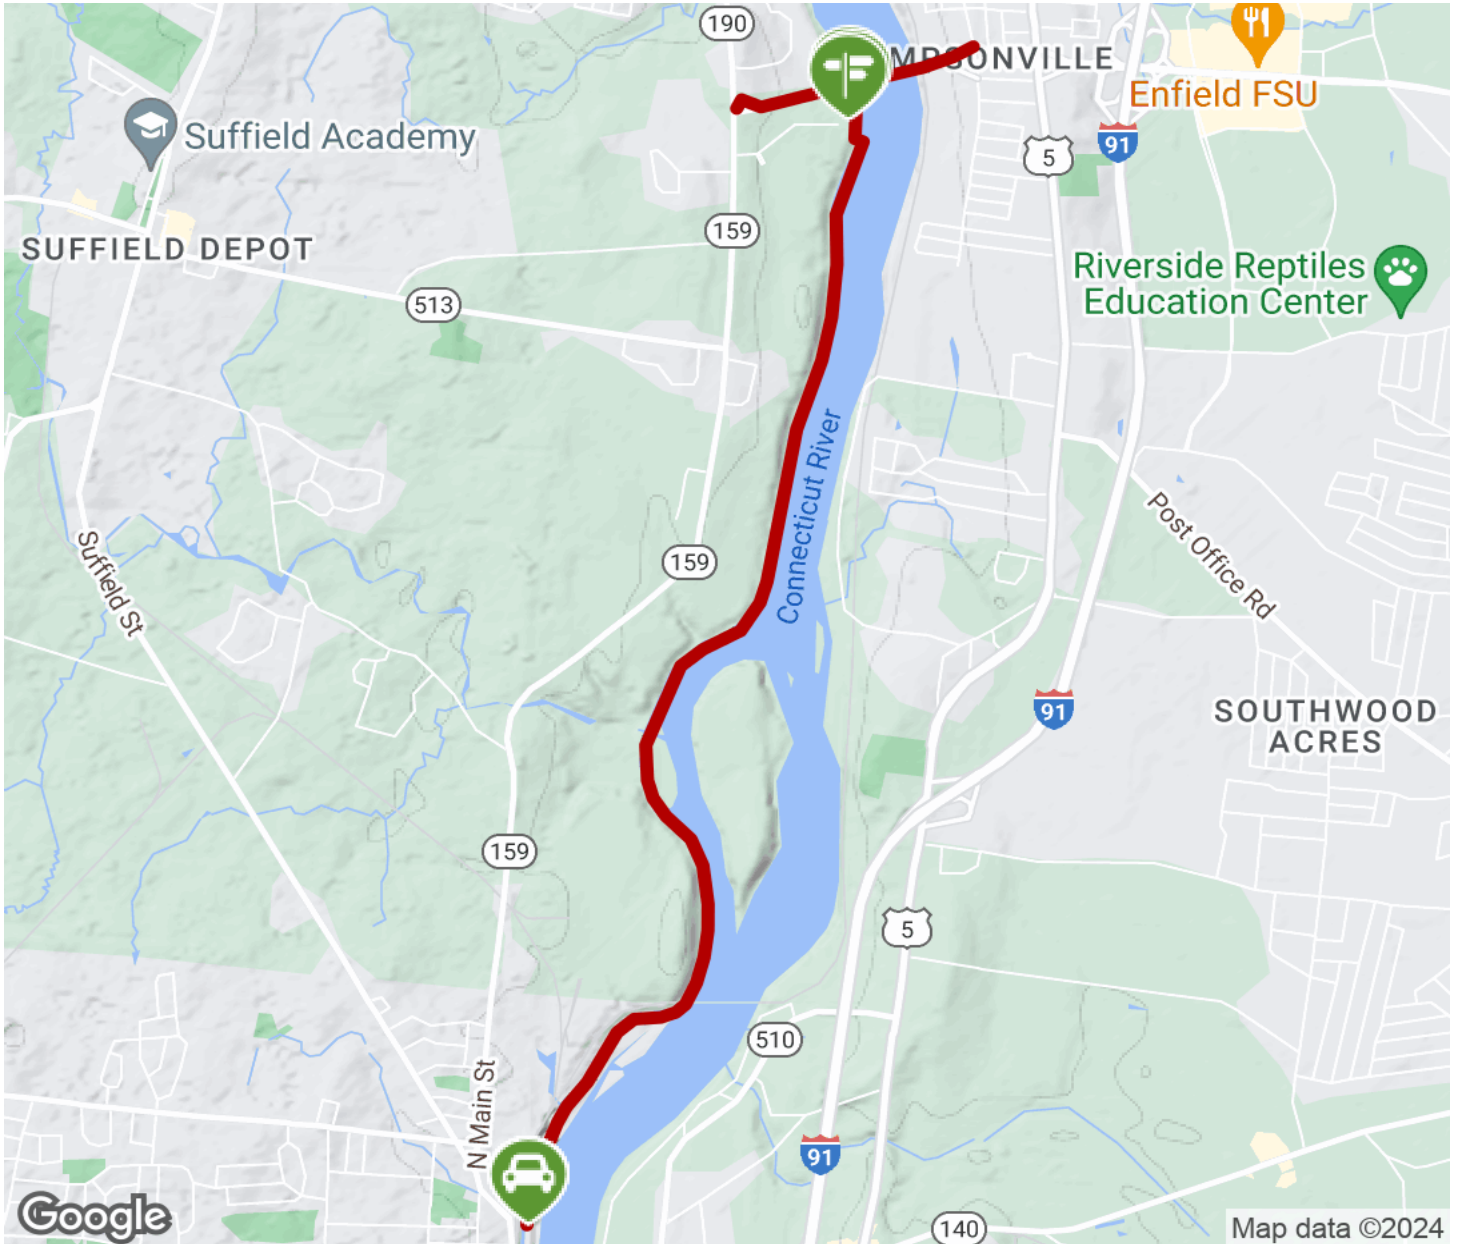 190
MPSONVILLE
Enfield FSU
Suffield Academy
5
91
SUFFIELD DEPOT
159
Riverside Reptiles
Education Center
513
Connecticut River
Post Office Rd
Suffield St
159
91
SOUTHWOOD
ACRES
159
5
510
N Main St
91
140
Google
Map data ©2024